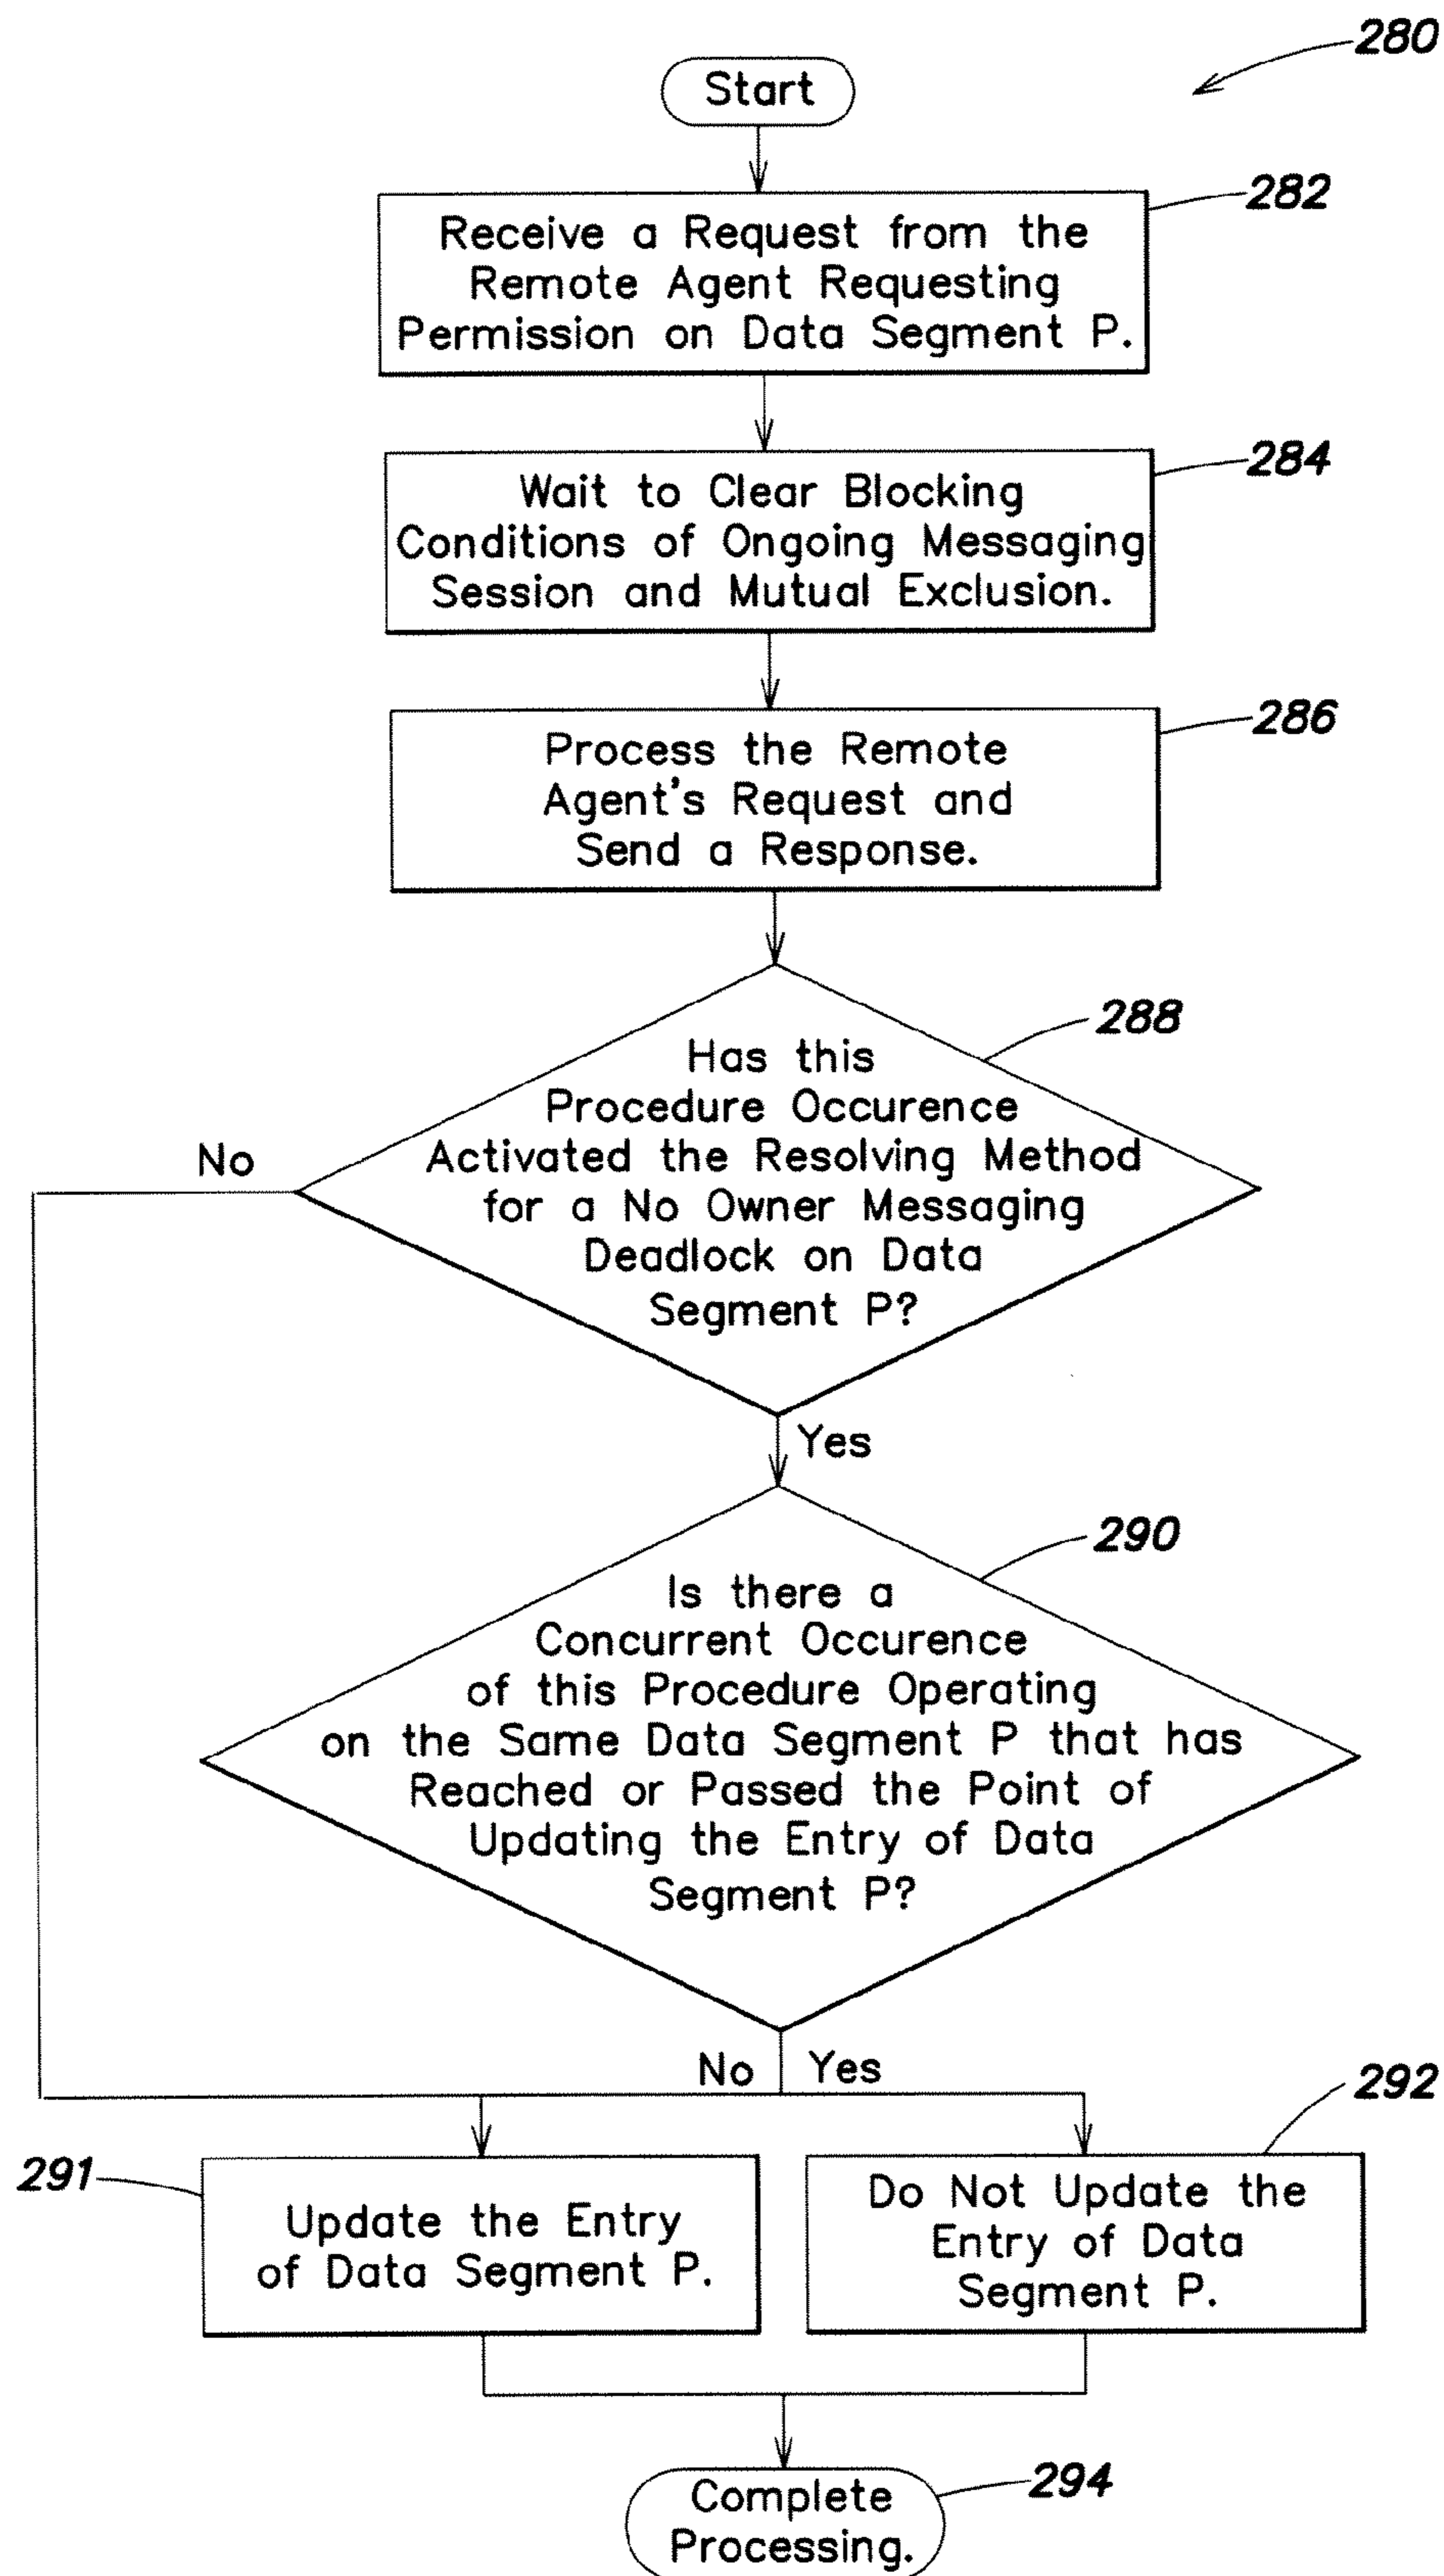 280
Start
282
Receive a Request from the
Remote Agent Requesting
Permission on Data Segment P.
284
Wait to Clear Blocking
Conditions of Ongoing Messaging
Session and Mutual Exclusion.
286
Process the Remote
Agent's Request and
Send a Response.
288
Has this
Procedure Occurence
Activated the Resolving Method
for a No Owner Messaging
Deadlock on Data
Segment P?
No
Yes
290
Is there a
Concurrent Occurence
of this Procedure Operating
on the Same Data Segment P that has
Reached or Passed the Point of
Updating the Entry of Data
Segment P?
No
Yes
291
Update the Entry
of Data Segment P.
292
Do Not Update the
Entry of Data
Segment P.
294
Complete
Processing.